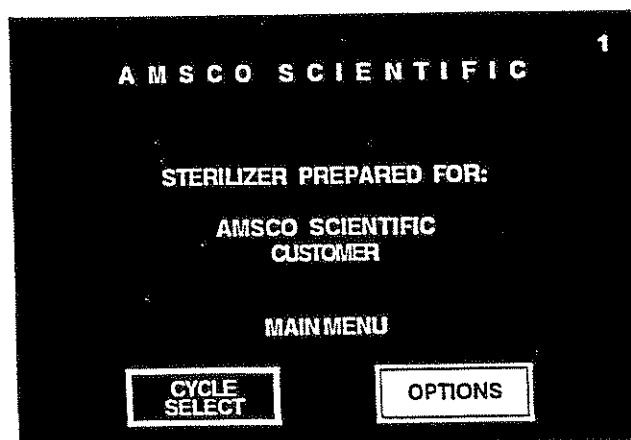 1
AMSCO SCIENTIFIC
STERILIZER PREPARED FOR:
AMSCO SCIENTIFIC
CUSTOMER
MAIN MENU
CYCLE
SELECT
OPTIONS